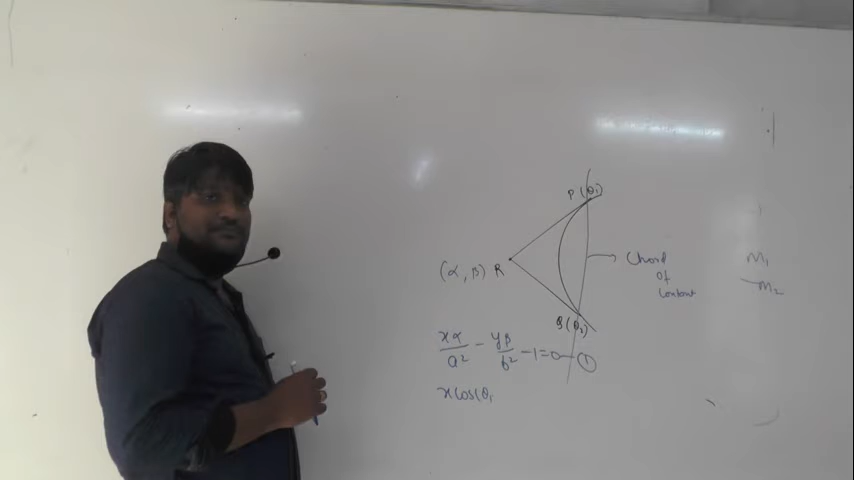 P(θ₁)
(α, β) R
Chord
of
Contact
M₁
M₂
Q(θ₂)
xα/a² - yβ/b² - 1 = 0 — ①
x cos(θ₁